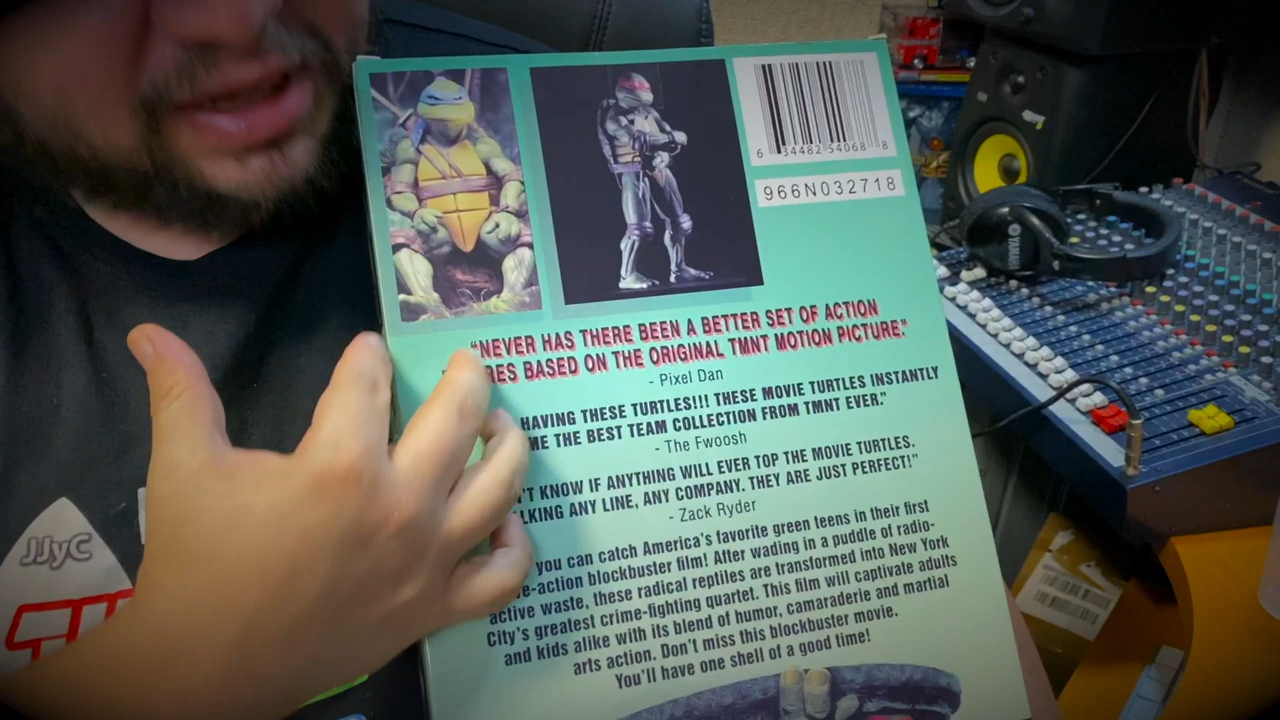 6 34482 54068 8
966N032718
"NEVER HAS THERE BEEN A BETTER SET OF ACTION
RES BASED ON THE ORIGINAL TMNT MOTION PICTURE."
- Pixel Dan
HAVING THESE TURTLES!!! THESE MOVIE TURTLES INSTANTLY
ME THE BEST TEAM COLLECTION FROM TMNT EVER."
- The Fwoosh
'T KNOW IF ANYTHING WILL EVER TOP THE MOVIE TURTLES.
LKING ANY LINE, ANY COMPANY. THEY ARE JUST PERFECT!"
- Zack Ryder
you can catch America's favorite green teens in their first
e-action blockbuster film! After wading in a puddle of radio-
active waste, these radical reptiles are transformed into New York
City's greatest crime-fighting quartet. This film will captivate adults
and kids alike with its blend of humor, camaraderie and martial
arts action. Don't miss this blockbuster movie.
You'll have one shell of a good time!
JJyC
YAMAHA